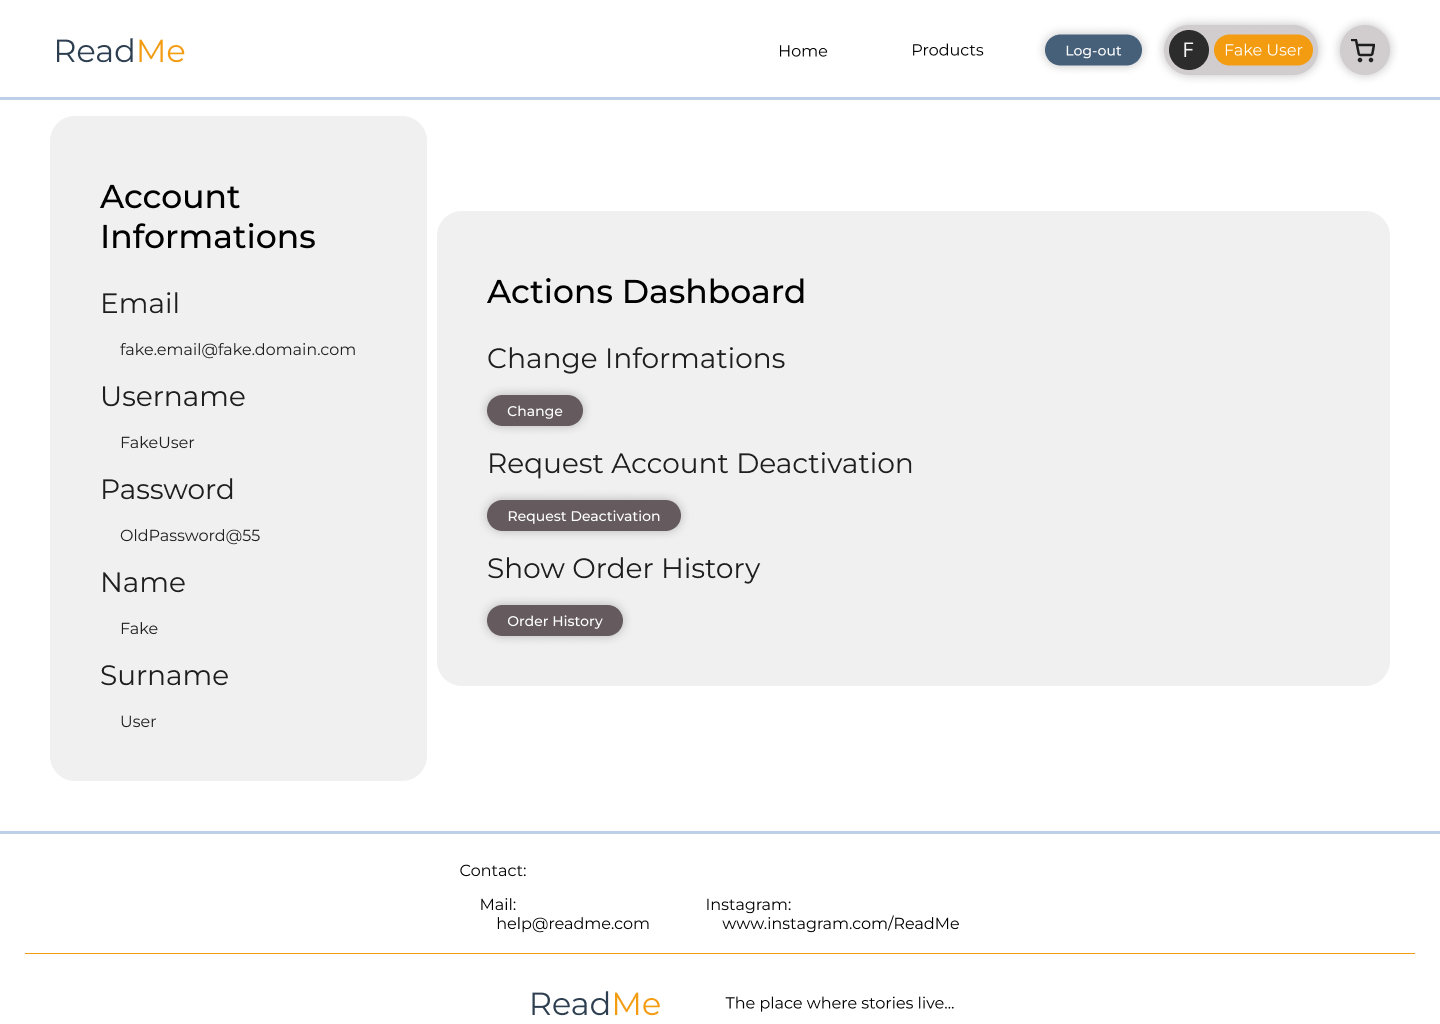 ReadMe
Home
Products
Log-out
F
Fake User
Account
Informations
Email
fake.email@fake.domain.com
Username
FakeUser
Password
OldPassword@55
Name
Fake
Surname
User
Actions Dashboard
Change Informations
Change
Request Account Deactivation
Request Deactivation
Show Order History
Order History
Contact:
Mail:
help@readme.com
Instagram:
www.instagram.com/ReadMe
ReadMe
The place where stories live...